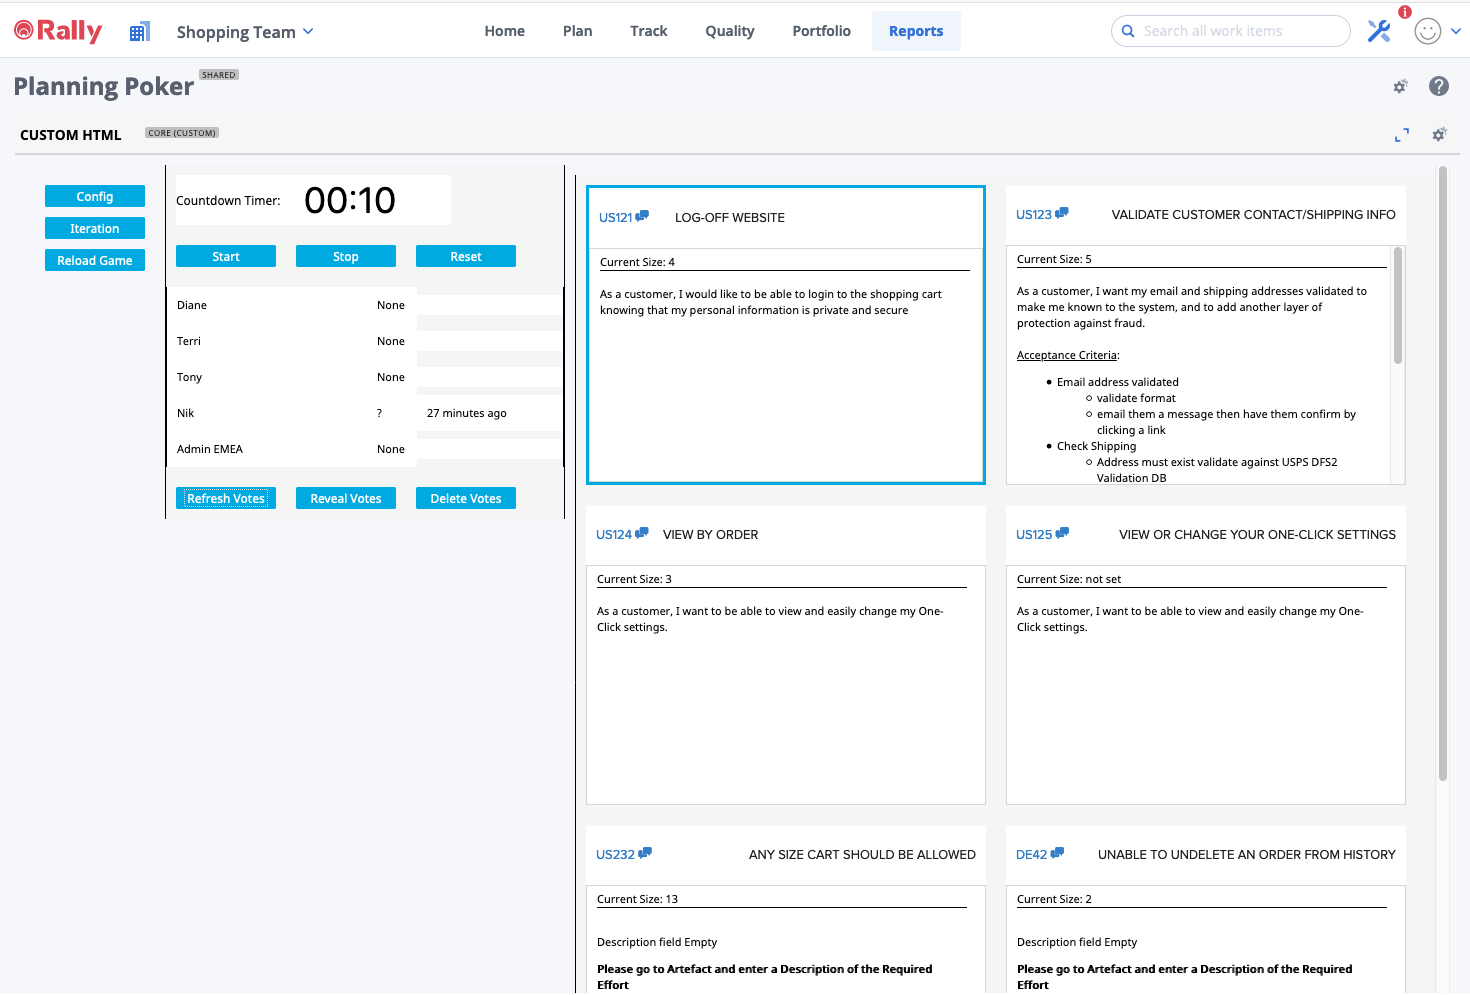 Rally
Shopping Team
Home
Plan
Track
Quality
Portfolio
Reports
Search all work items
i
Planning Poker
SHARED
?
CUSTOM HTML
CORE (CUSTOM)
Config
Iteration
Reload Game
Countdown Timer:
00:10
Start
Stop
Reset
Diane None
Terri None
Tony None
Nik ? 27 minutes ago
Admin EMEA None
Refresh Votes
Reveal Votes
Delete Votes
US121 LOG-OFF WEBSITE
Current Size: 4
As a customer, I would like to be able to login to the shopping cart
knowing that my personal information is private and secure
US123 VALIDATE CUSTOMER CONTACT/SHIPPING INFO
Current Size: 5
As a customer, I want my email and shipping addresses validated to
make me known to the system, and to add another layer of
protection against fraud.
Acceptance Criteria:
Email address validated
validate format
email them a message then have them confirm by
clicking a link
Check Shipping
Address must exist validate against USPS DFS2
Validation DB
US124 VIEW BY ORDER
Current Size: 3
As a customer, I want to be able to view and easily change my One-
Click settings.
US125 VIEW OR CHANGE YOUR ONE-CLICK SETTINGS
Current Size: not set
As a customer, I want to be able to view and easily change my One-
Click settings.
US232 ANY SIZE CART SHOULD BE ALLOWED
Current Size: 13
Description field Empty
Please go to Artefact and enter a Description of the Required
Effort
DE42 UNABLE TO UNDELETE AN ORDER FROM HISTORY
Current Size: 2
Description field Empty
Please go to Artefact and enter a Description of the Required
Effort